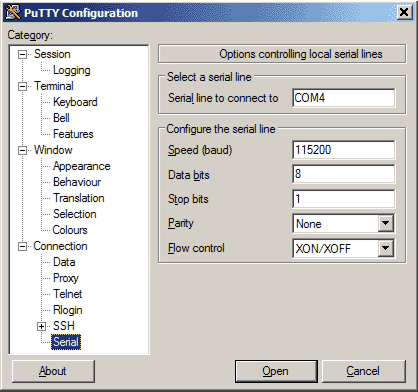 PuTTY Configuration
Category:
Session
Logging
Terminal
Keyboard
Bell
Features
Window
Appearance
Behaviour
Translation
Selection
Colours
Connection
Data
Proxy
Telnet
Rlogin
SSH
Serial
Options controlling local serial lines
Select a serial line
Serial line to connect to COM4
Configure the serial line
Speed (baud) 115200
Data bits 8
Stop bits 1
Parity None
Flow control XON/XOFF
About Open Cancel